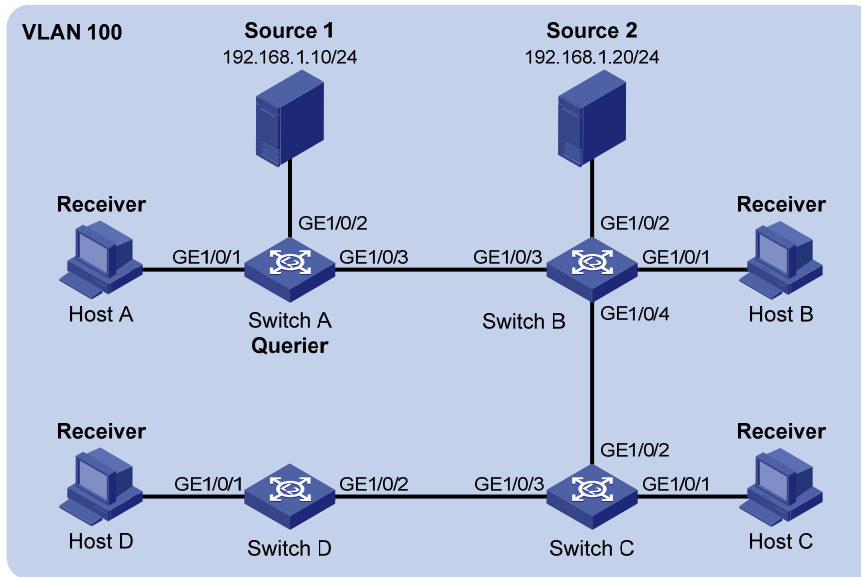 VLAN 100
Source 1
192.168.1.10/24
Source 2
192.168.1.20/24
Receiver
Host A
GE1/0/1
GE1/0/2
GE1/0/3
Switch A
Querier
GE1/0/3
GE1/0/2
GE1/0/1
GE1/0/4
Switch B
Receiver
Host B
Receiver
Host D
GE1/0/1
GE1/0/2
Switch D
GE1/0/3
GE1/0/2
GE1/0/1
Switch C
Receiver
Host C